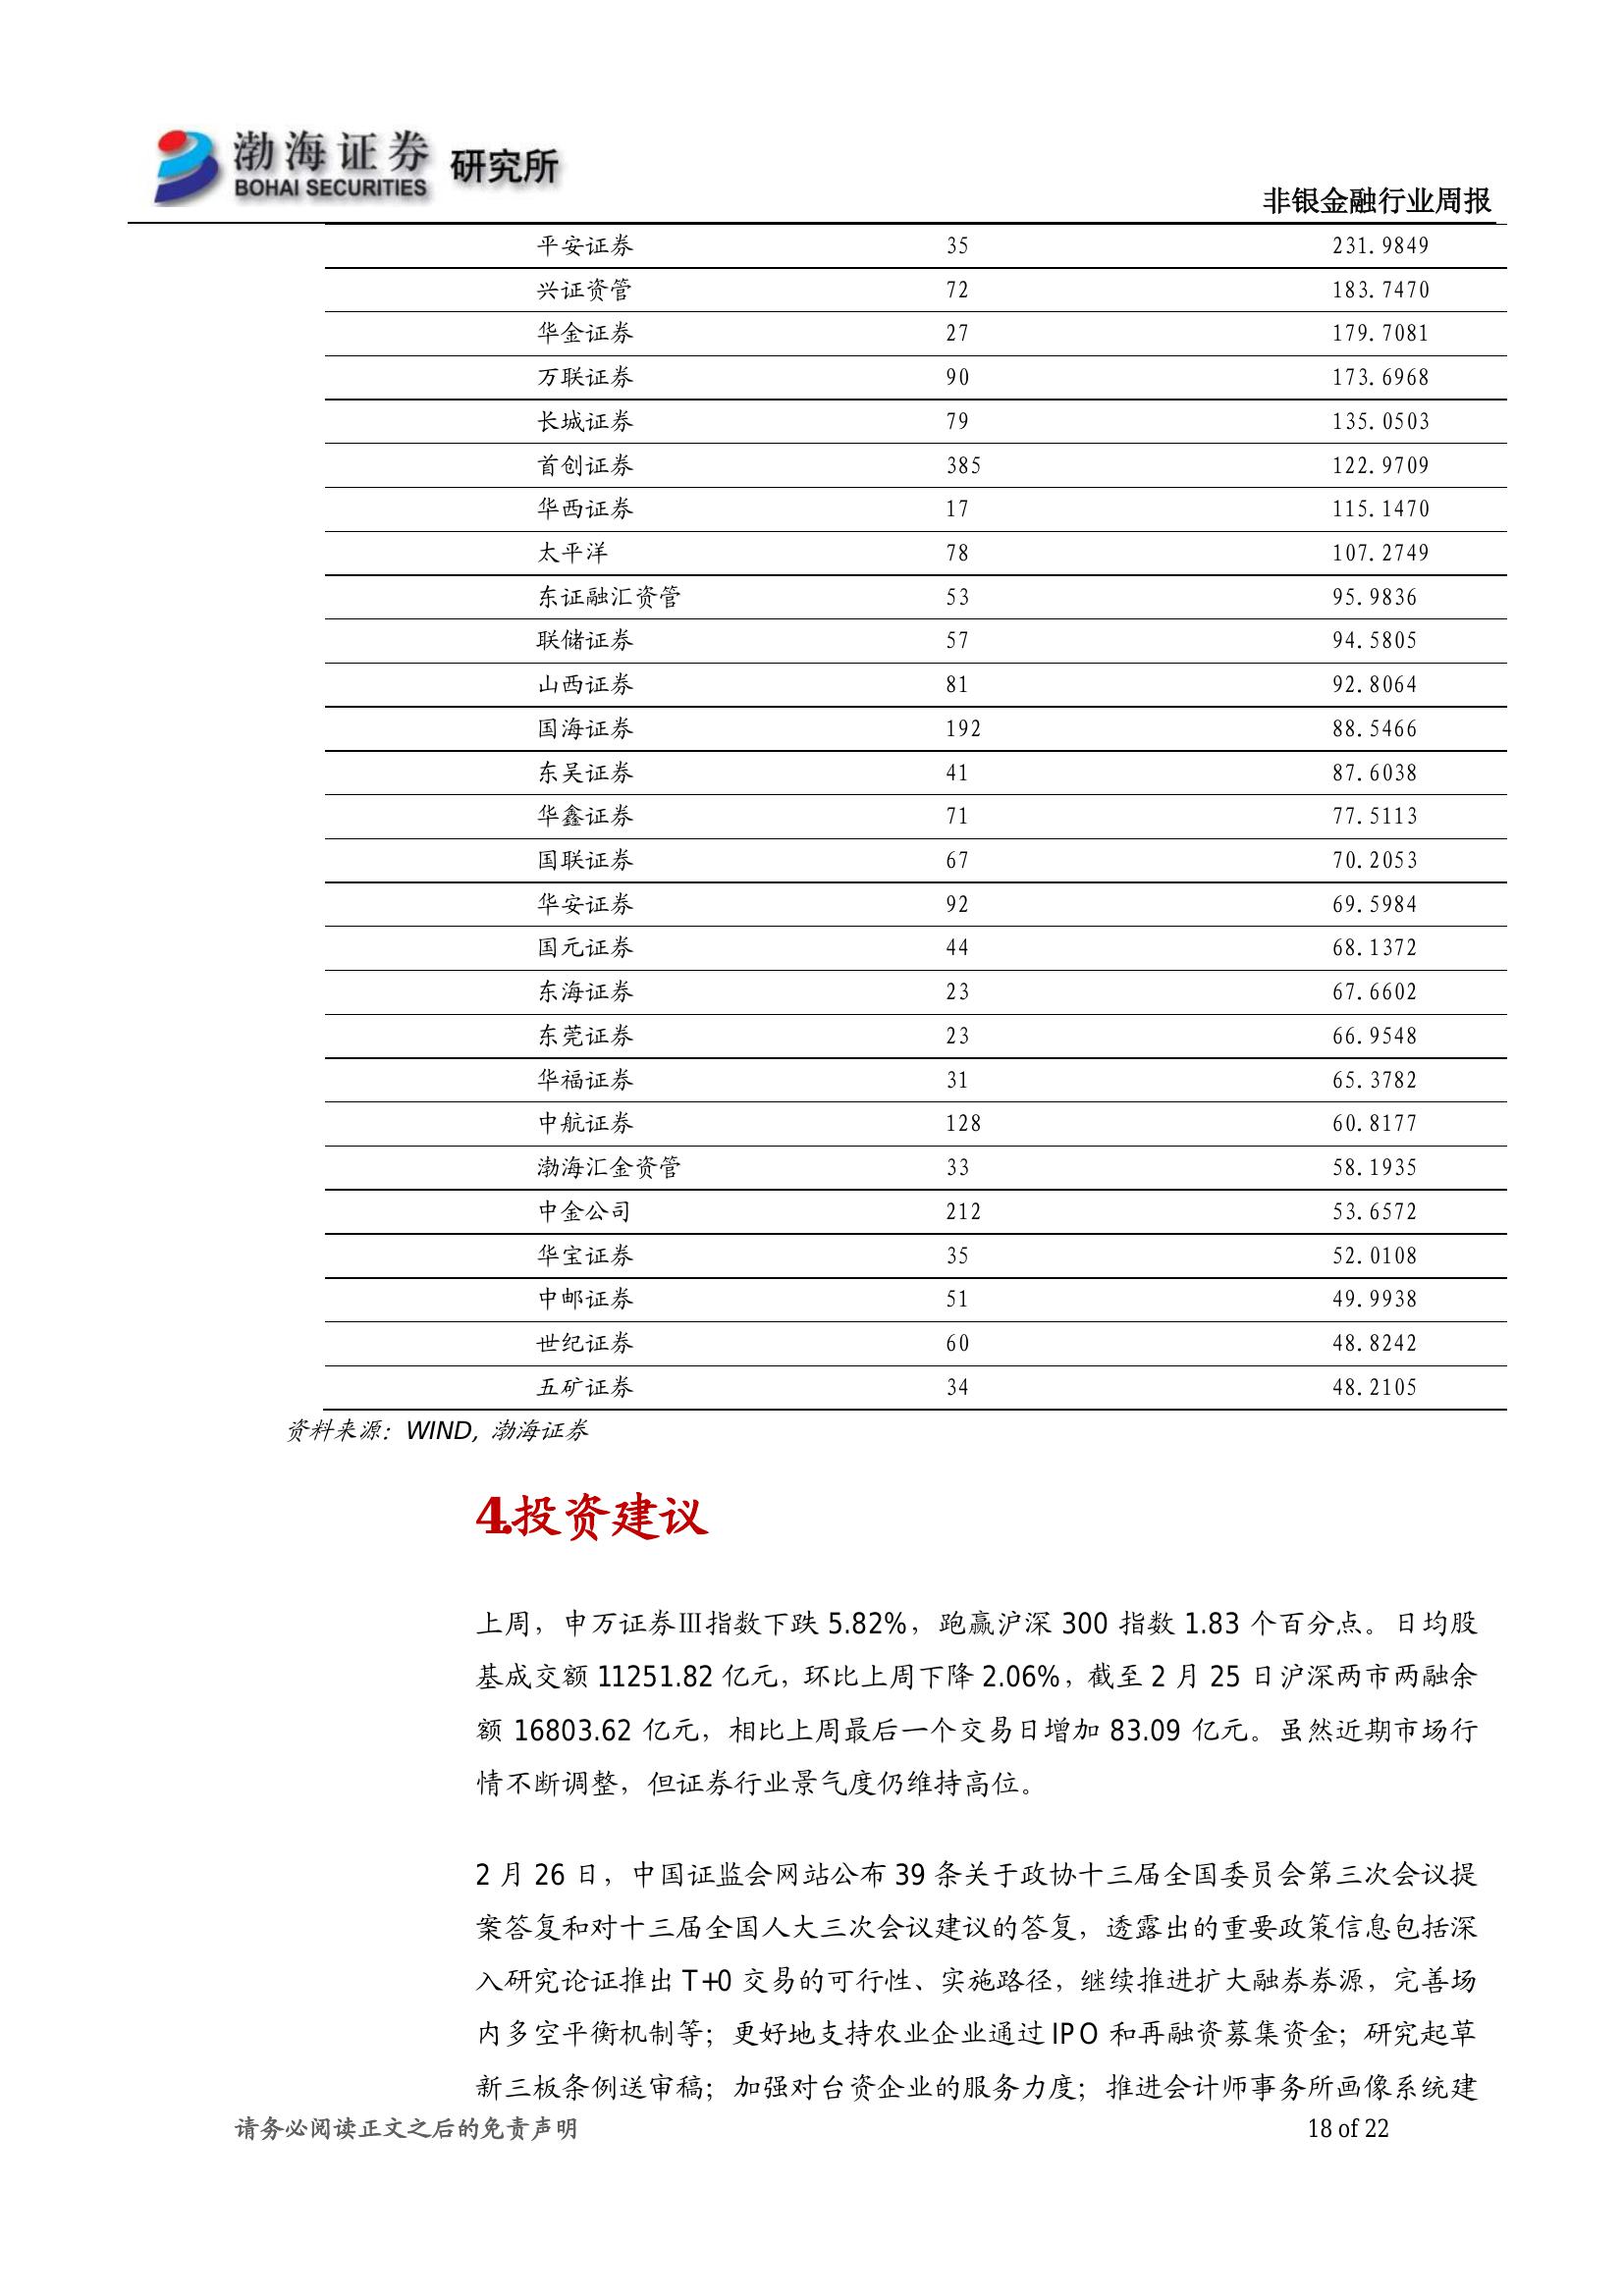 渤海证券 研究所
BOHAI SECURITIES
非银金融行业周报
平安证券 35 231.9849
兴证资管 72 183.7470
华金证券 27 179.7081
万联证券 90 173.6968
长城证券 79 135.0503
首创证券 385 122.9709
华西证券 17 115.1470
太平洋 78 107.2749
东证融汇资管 53 95.9836
联储证券 57 94.5805
山西证券 81 92.8064
国海证券 192 88.5466
东吴证券 41 87.6038
华鑫证券 71 77.5113
国联证券 67 70.2053
华安证券 92 69.5984
国元证券 44 68.1372
东海证券 23 67.6602
东莞证券 23 66.9548
华福证券 31 65.3782
中航证券 128 60.8177
渤海汇金资管 33 58.1935
中金公司 212 53.6572
华宝证券 35 52.0108
中邮证券 51 49.9938
世纪证券 60 48.8242
五矿证券 34 48.2105
资料来源：WIND, 渤海证券
4.投资建议
上周，申万证券Ⅲ指数下跌 5.82%，跑赢沪深 300 指数 1.83 个百分点。日均股
基成交额 11251.82 亿元，环比上周下降 2.06%，截至 2 月 25 日沪深两市两融余
额 16803.62 亿元，相比上周最后一个交易日增加 83.09 亿元。虽然近期市场行
情不断调整，但证券行业景气度仍维持高位。
2 月 26 日，中国证监会网站公布 39 条关于政协十三届全国委员会第三次会议提
案答复和对十三届全国人大三次会议建议的答复，透露出的重要政策信息包括深
入研究论证推出 T+0 交易的可行性、实施路径，继续推进扩大融券券源，完善场
内多空平衡机制等；更好地支持农业企业通过 IPO 和再融资募集资金；研究起草
新三板条例送审稿；加强对台资企业的服务力度；推进会计师事务所画像系统建
请务必阅读正文之后的免责声明 18 of 22